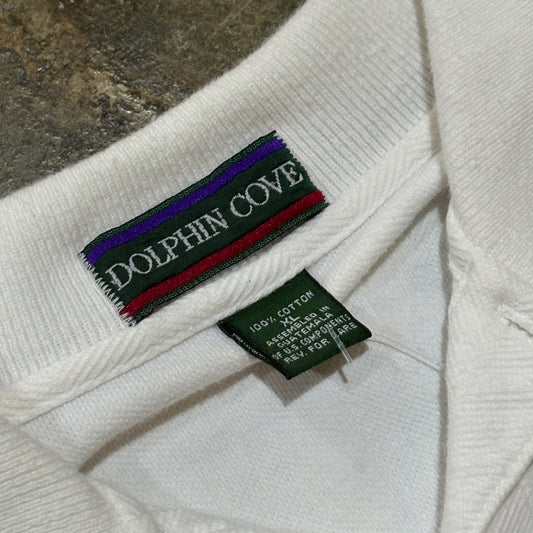 DOLPHIN COVE
100% COTTON
XL
ASSEMBLED IN
GUATEMALA
OF U.S. COMPONENTS
REV. FOR CARE